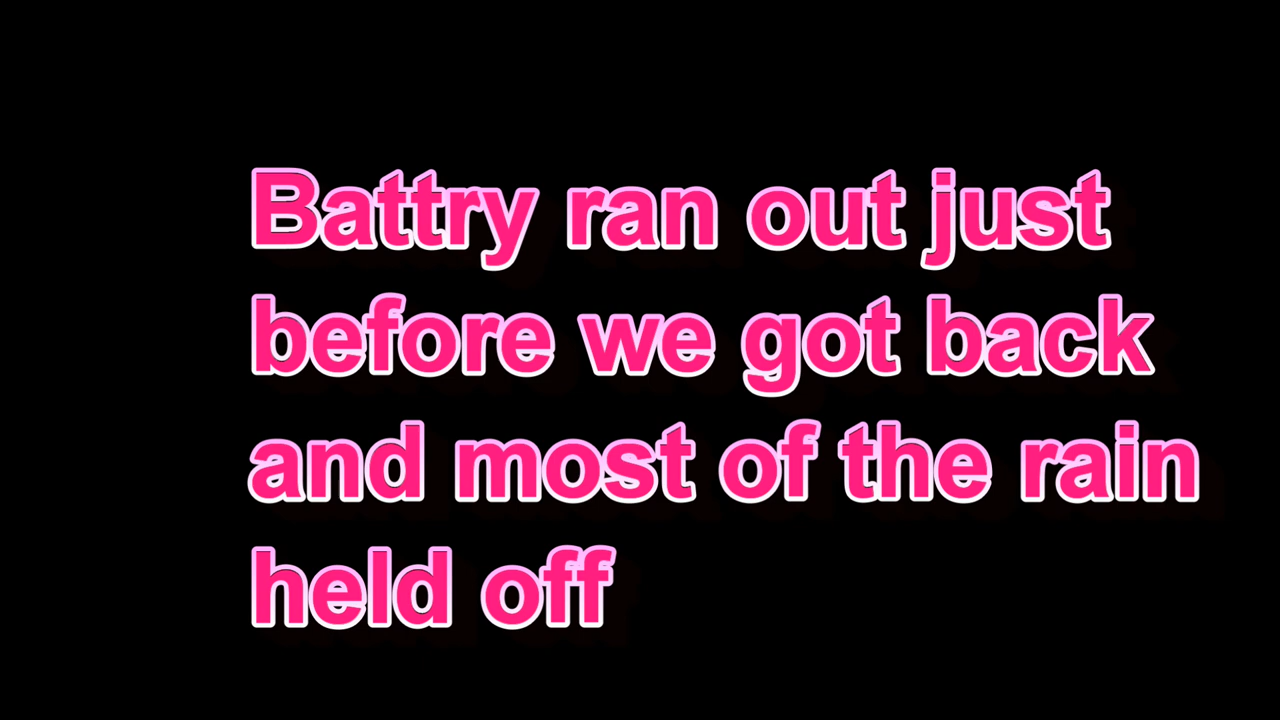 Battry ran out just
before we got back
and most of the rain
held off